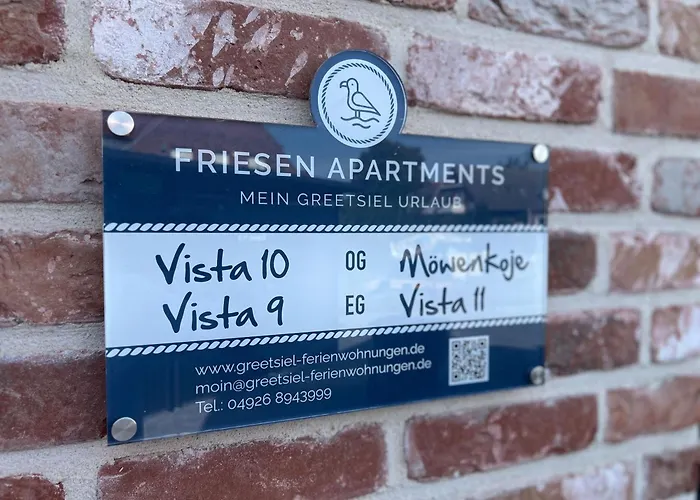 FRIESEN APARTMENTS
MEIN GREETSIEL URLAUB
Vista 10 OG Möwenkoje
Vista 9 EG Vista 11
www.greetsiel-ferienwohnungen.de
moin@greetsiel-ferienwohnungen.de
Tel.: 04926 8943999